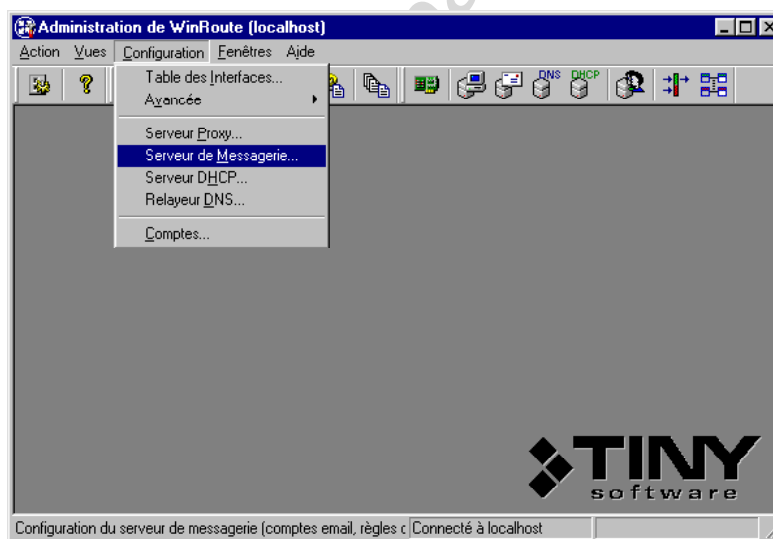 Administration de WinRoute (localhost)
Action Vues Configuration Fenêtres Aide
DNS DHCP
Table des Interfaces...
Avancée
Serveur Proxy...
Serveur de Messagerie...
Serveur DHCP...
Relayeur DNS...
Comptes...
TINY
software
Configuration du serveur de messagerie (comptes email, règles c Connecté à localhost